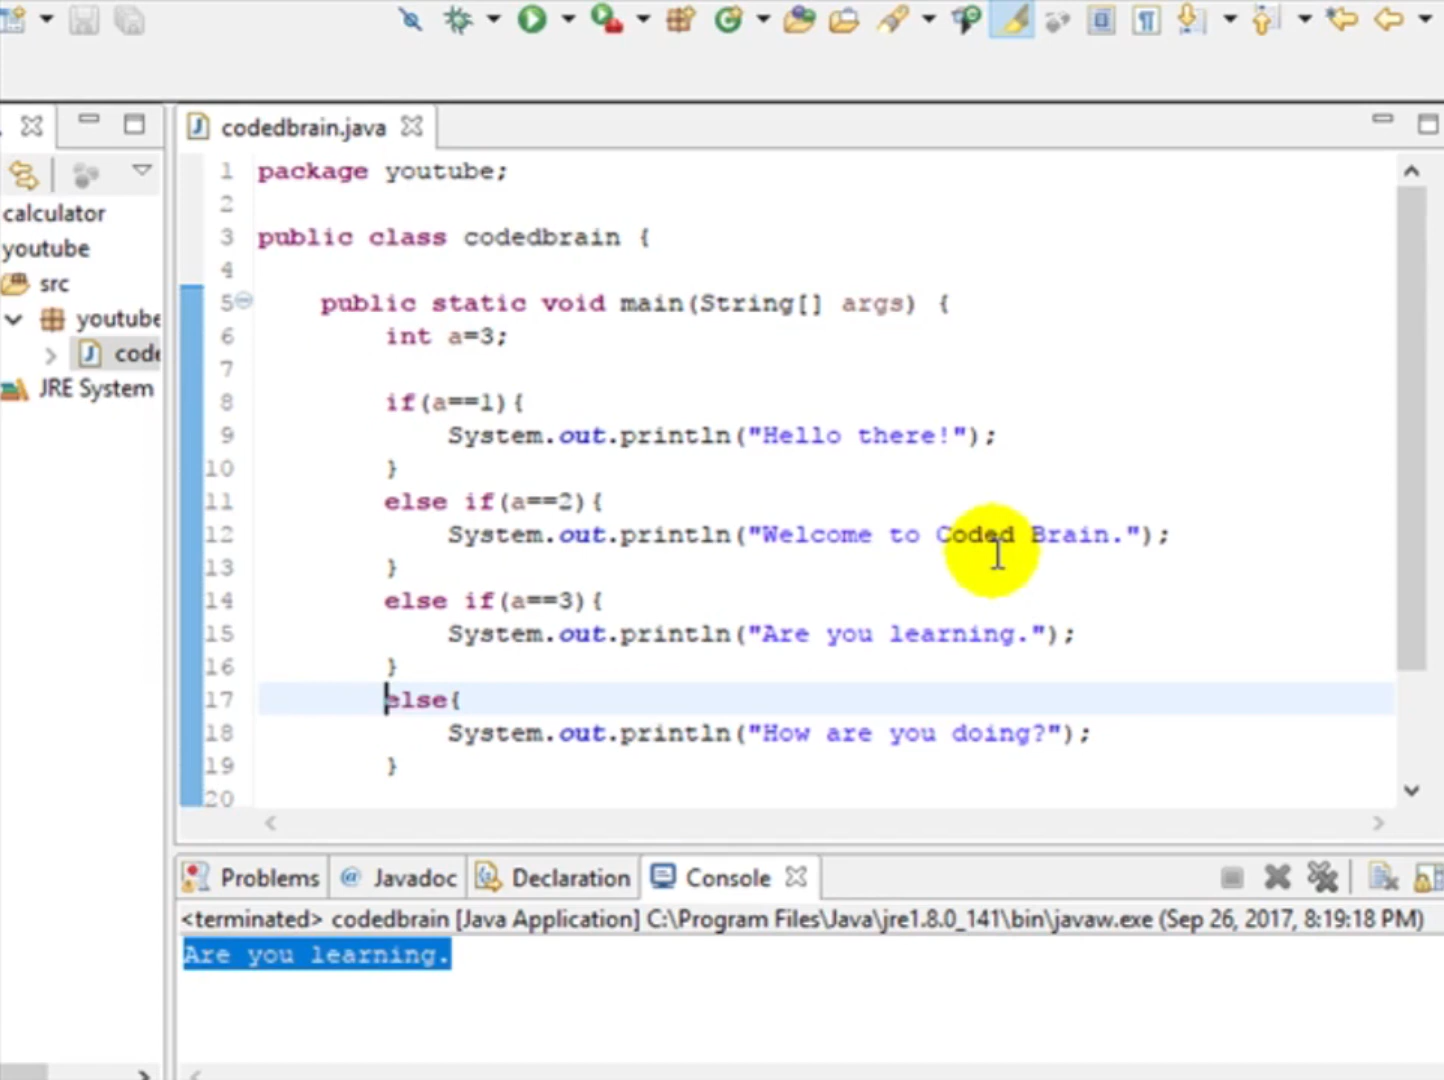 codedbrain.java
calculator
youtube
src
youtube
code
JRE System
1 package youtube;
2
3 public class codedbrain {
4
5 public static void main(String[] args) {
6 int a=3;
7
8 if(a==1){
9 System.out.println("Hello there!");
10 }
11 else if(a==2){
12 System.out.println("Welcome to Coded Brain.");
13 }
14 else if(a==3){
15 System.out.println("Are you learning.");
16 }
17 else{
18 System.out.println("How are you doing?");
19 }
20
Problems @ Javadoc Declaration Console
<terminated> codedbrain [Java Application] C:\Program Files\Java\jre1.8.0_141\bin\javaw.exe (Sep 26, 2017, 8:19:18 PM)
Are you learning.